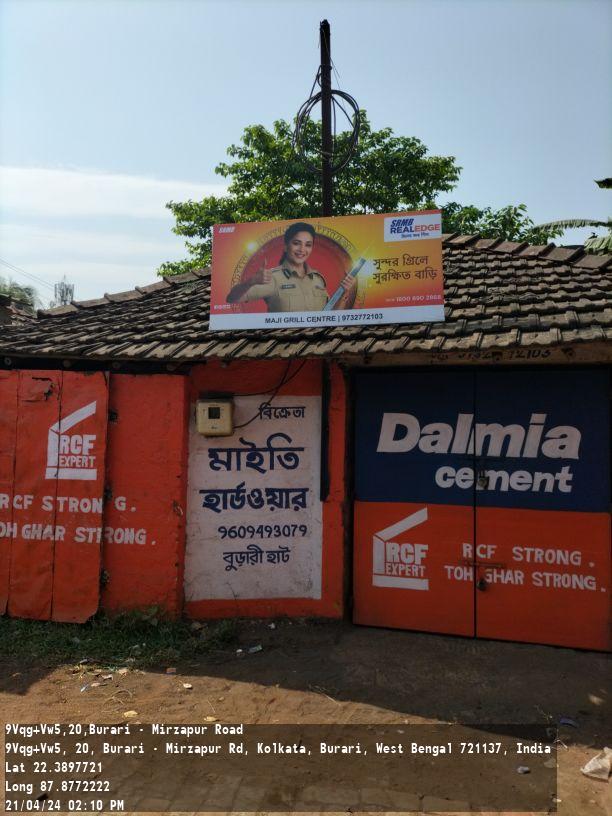 SRMB
SRMB
REALEDGE
সুন্দর গ্রিলে
সুরক্ষিত বাড়ি
1800 890 2868
MAJI GRILL CENTRE | 9732772103
RCF
EXPERT
RCF STRONG.
TOH GHAR STRONG.
বিক্রেতা
মাইতি
হার্ডওয়ার
9609493079
বুড়ারী হাট
Dalmia
cement
RCF
EXPERT
RCF STRONG.
TOH GHAR STRONG.
9Vqg+Vw5,20,Burari - Mirzapur Road
9Vqg+Vw5, 20, Burari - Mirzapur Rd, Kolkata, Burari, West Bengal 721137, India
Lat 22.3897721
Long 87.8772222
21/04/24 02:10 PM